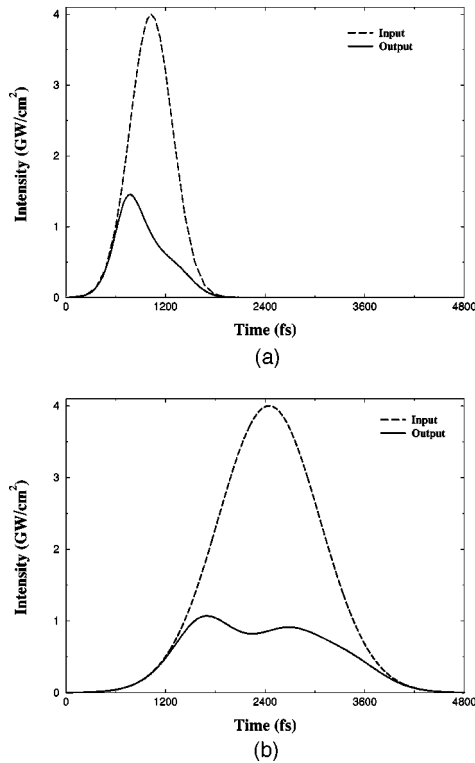 4
3
2
1
0
0
1200
2400
3600
4800
Intensity (GW/cm²)
Input
Output
Time (fs)
(a)
4
3
2
1
0
0
1200
2400
3600
4800
Intensity (GW/cm²)
Input
Output
Time (fs)
(b)